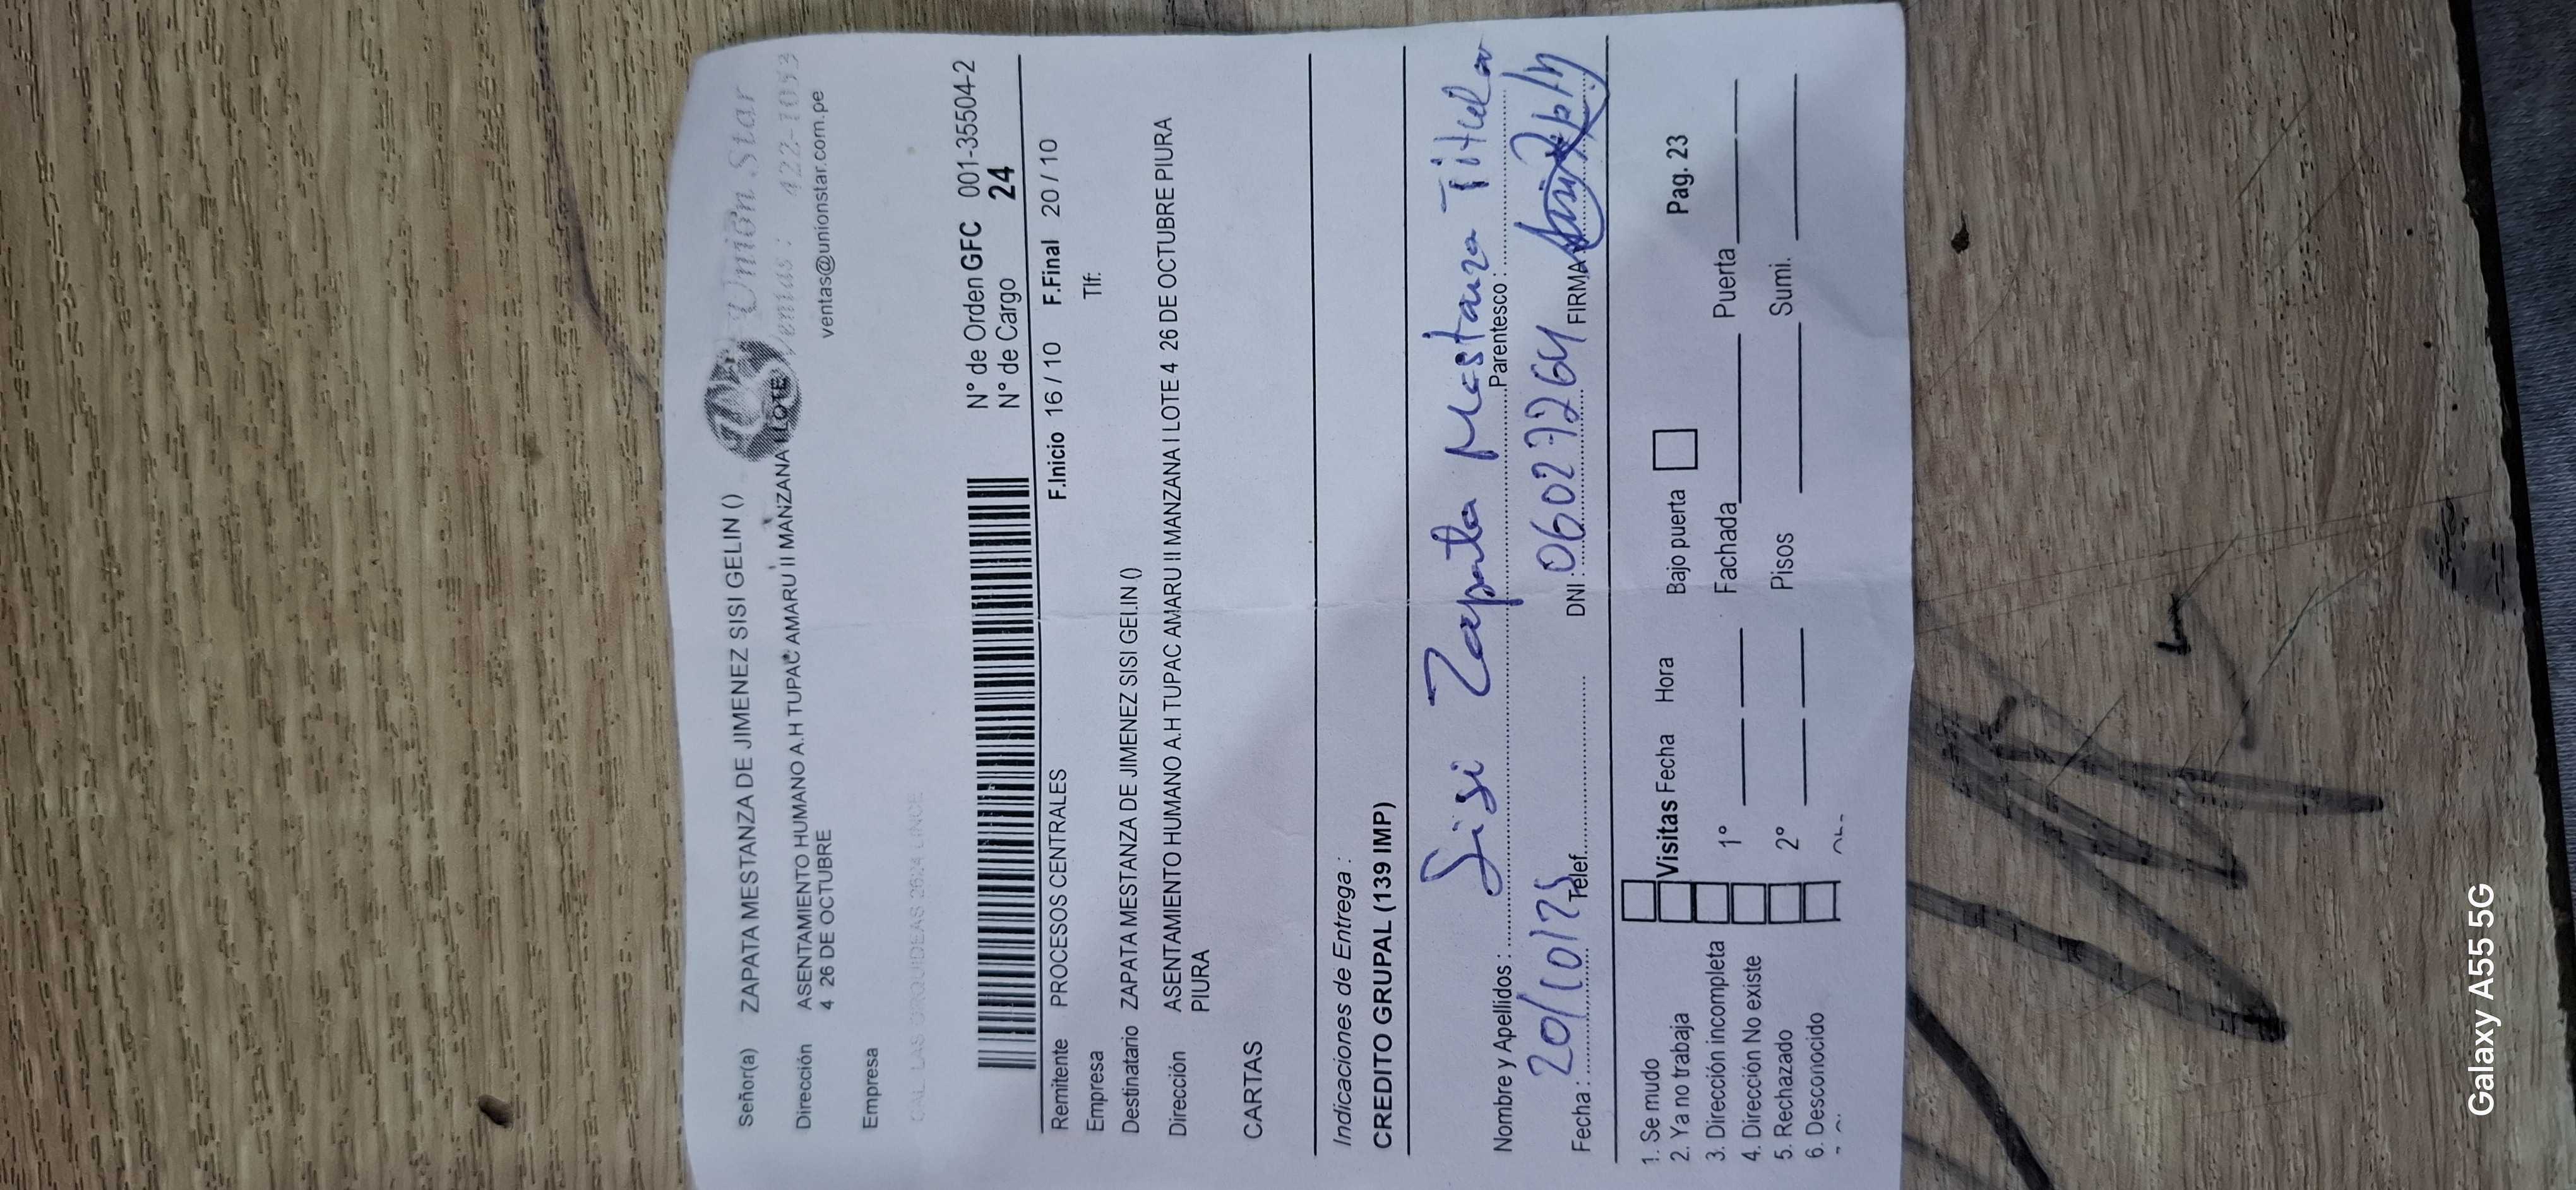 Unión Star
Señor(a) ZAPATA MESTANZA DE JIMENEZ SISI GELIN ()
Ventas : 422-1053
Dirección ASENTAMIENTO HUMANO A.H TUPAC AMARU II MANZANA I LOTE
4 26 DE OCTUBRE
ventas@unionstar.com.pe
Empresa
CAL. LAS ORQUIDEAS 2624 LINCE
N° de Orden GFC 001-35504-2
N° de Cargo 24
Remitente PROCESOS CENTRALES F.Inicio 16 / 10 F.Final 20 / 10
Empresa Tlf:
Destinatario ZAPATA MESTANZA DE JIMENEZ SISI GELIN ()
Dirección ASENTAMIENTO HUMANO A.H TUPAC AMARU II MANZANA I LOTE 4 26 DE OCTUBRE PIURA
PIURA
CARTAS
Indicaciones de Entrega :
CREDITO GRUPAL (139 IMP)
Nombre y Apellidos : Sisi Zapata Mestanza Parentesco : Titular
Fecha : 20/10/25 Telef. DNI : 06027264 FIRMA
1. Se mudo
2. Ya no trabaja Visitas Fecha Hora Bajo puerta Pag. 23
3. Dirección incompleta
4. Dirección No existe 1° Fachada Puerta
5. Rechazado
6. Desconocido 2° Pisos Sumi.
Galaxy A55 5G